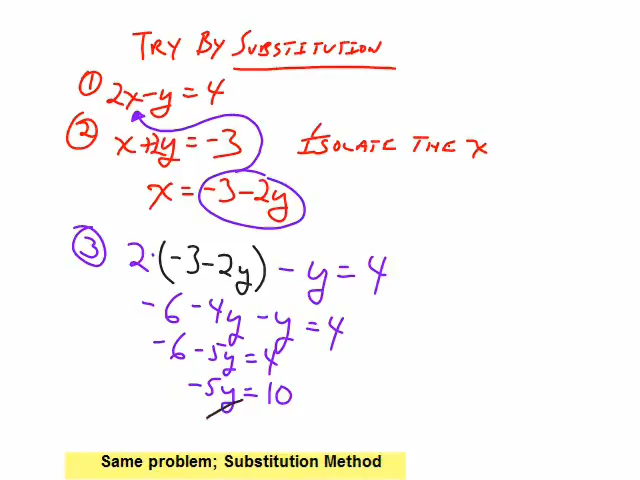 TRY BY SUBSTITUTION
① 2x-y=4
② x+2y=-3 ISOLATE THE x
x=-3-2y
③ 2·(-3-2y)-y=4
-6-4y-y=4
-6-5y=4
-5y=10
Same problem; Substitution Method